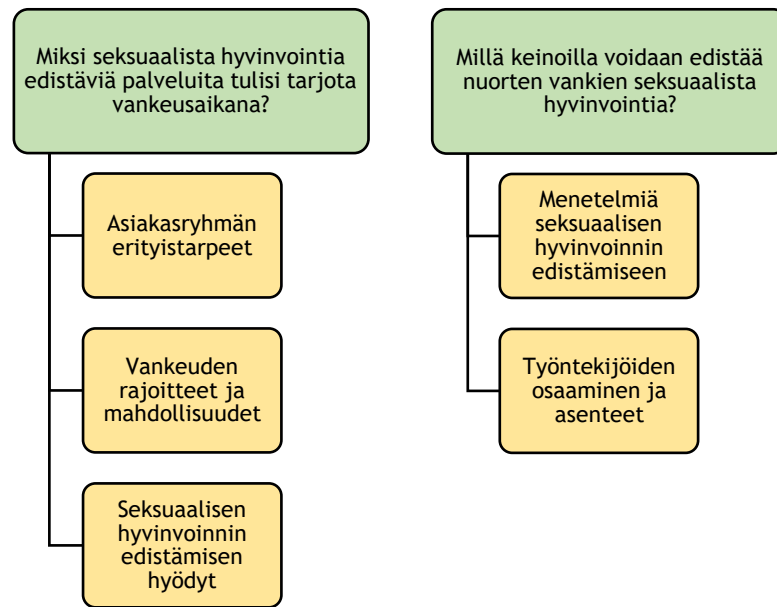 Miksi seksuaalista hyvinvointia
edistäviä palveluita tulisi tarjota
vankeusaikana?
Asiakasryhmän
erityistarpeet
Vankeuden
rajoitteet ja
mahdollisuudet
Seksuaalisen
hyvinvoinnin
edistämisen
hyödyt
Millä keinoilla voidaan edistää
nuorten vankien seksuaalista
hyvinvointia?
Menetelmiä
seksuaalisen
hyvinvoinnin
edistämiseen
Työntekijöiden
osaaminen ja
asenteet